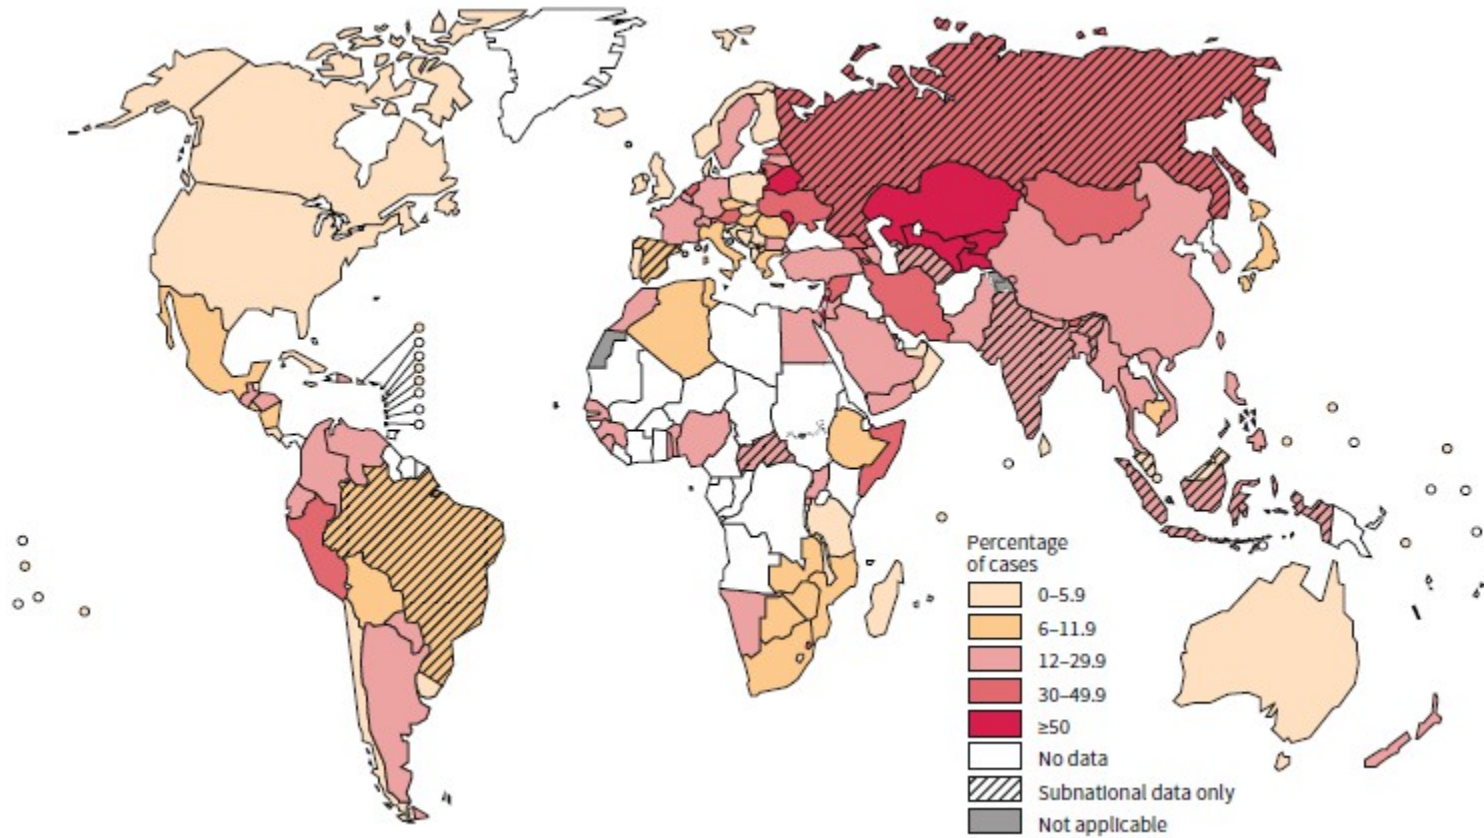 Percentage
of cases
0–5.9
6–11.9
12–29.9
30–49.9
≥50
No data
Subnational data only
Not applicable